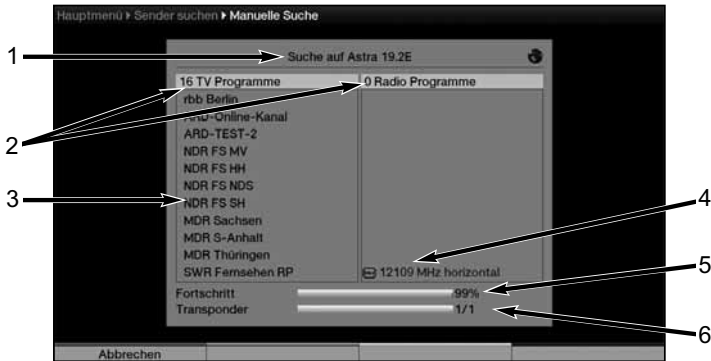 Hauptmenü Sender suchen Manuelle Suche
1 Suche auf Astra 19.2E
2 16 TV Programme 0 Radio Programme
rbb Berlin
ARD-Online-Kanal
ARD-TEST-2
NDR FS MV
NDR FS HH
NDR FS NDS
3 NDR FS SH
MDR Sachsen
MDR S-Anhalt
MDR Thüringen
4 SWR Fernsehen RP 12109 MHz horizontal
5 Fortschritt 99%
6 Transponder 1/1
Abbrechen